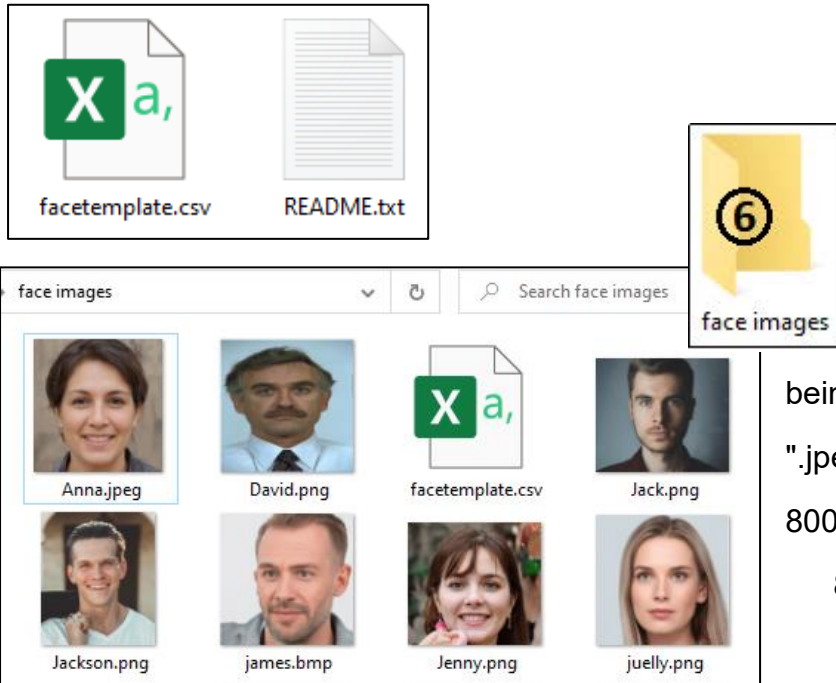 X a,
facetemplate.csv README.txt
6
face images
face images Search face images
X a,
Anna.jpeg David.png facetemplate.csv Jack.png
Jackson.png james.bmp Jenny.png juelly.png
".jpe
800